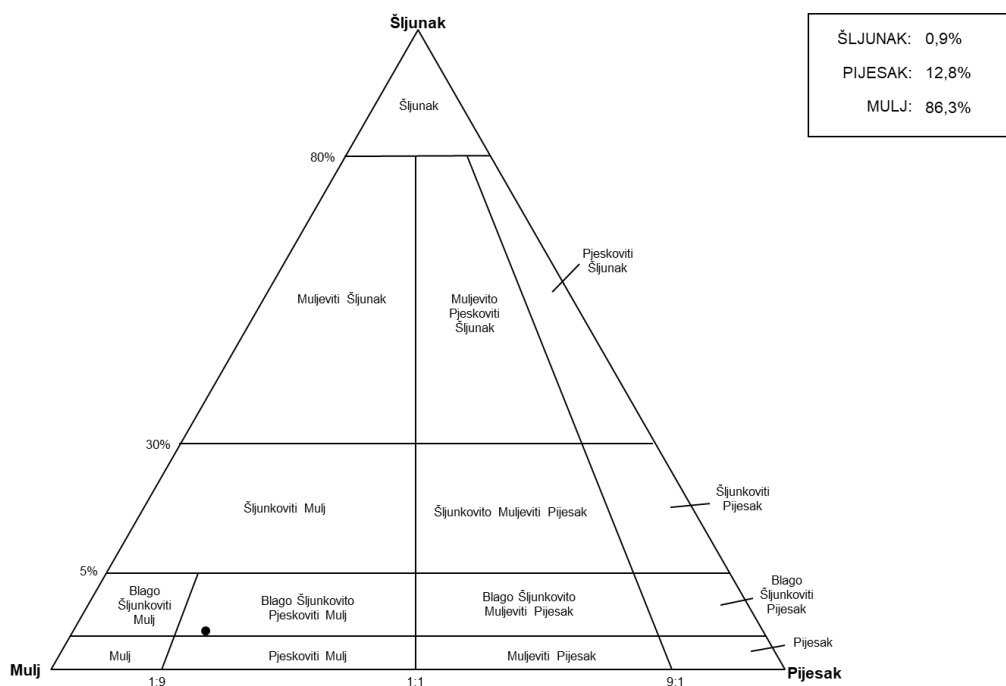 Šljunak
ŠLJUNAK: 0,9%
PIJESAK: 12,8%
MULJ: 86,3%
Šljunak
80%
Pjeskoviti
Šljunak
Muljeviti Šljunak
Muljevito
Pjeskoviti
Šljunak
30%
Šljunkoviti Mulj
Šljunkovito Muljeviti Pijesak
Šljunkoviti
Pijesak
5%
Blago
Šljunkoviti
Mulj
Blago Šljunkovito
Pjeskoviti Mulj
Blago Šljunkovito
Muljeviti Pijesak
Blago
Šljunkoviti
Pijesak
Mulj
Mulj
Pjeskoviti Mulj
Muljeviti Pijesak
Pijesak
Pijesak
1:9
1:1
9:1